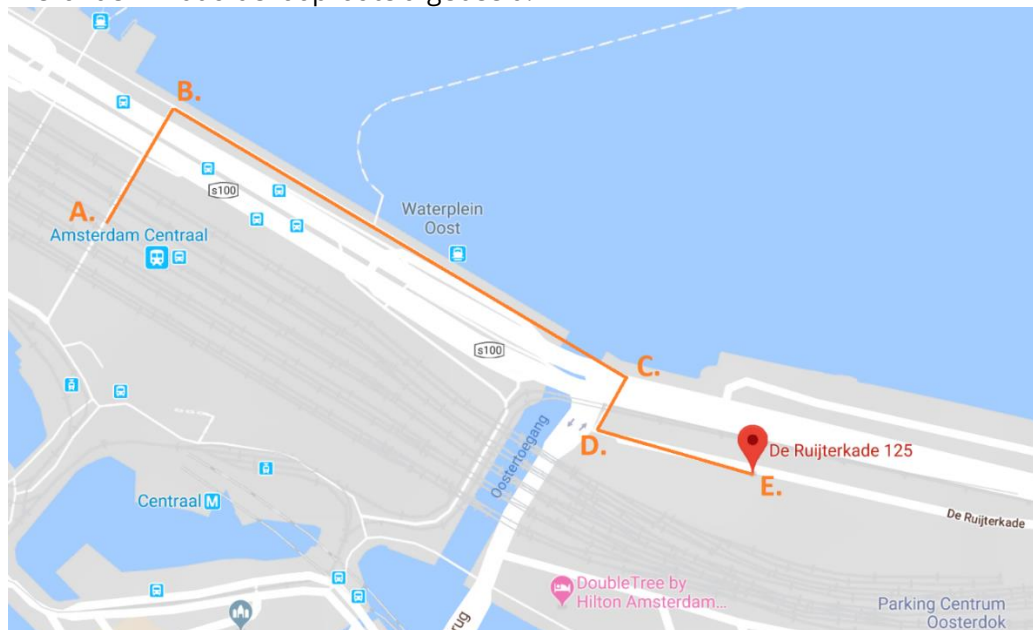 B.
s100
A.
Amsterdam Centraal
Waterplein
Oost
s100
C.
D.
Oostertoegang
De Ruijterkade 125
E.
Centraal M
De Ruijterkade
DoubleTree by
Hilton Amsterdam...
Parking Centrum
Oosterdok